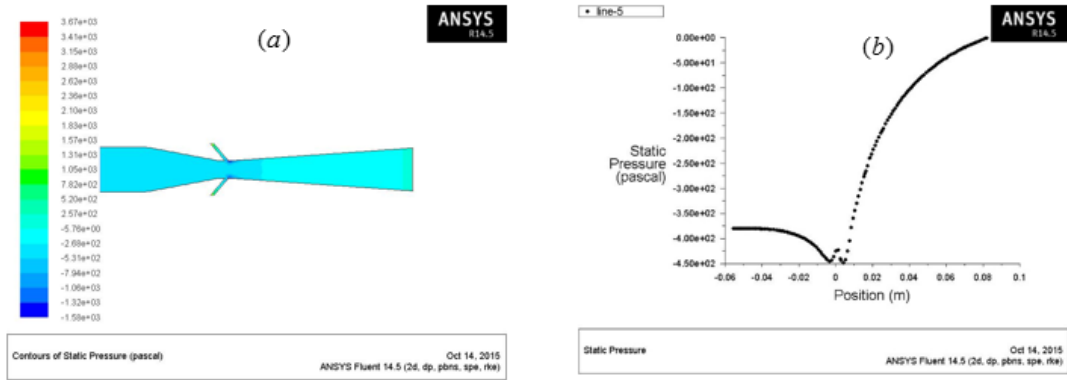 3.67e+03
3.41e+03
3.15e+03
2.88e+03
2.62e+03
2.36e+03
2.10e+03
1.83e+03
1.57e+03
1.31e+03
1.05e+03
7.82e+02
5.20e+02
2.57e+02
-5.76e+00
-2.68e+02
-5.31e+02
-7.94e+02
-1.06e+03
-1.32e+03
-1.58e+03
(a)
ANSYS
R14.5
Contours of Static Pressure (pascal)
Oct 14, 2015
ANSYS Fluent 14.5 (2d, dp, pbns, spe, rke)
line-5
(b)
ANSYS
R14.5
0.00e+00
-5.00e+01
-1.00e+02
-1.50e+02
-2.00e+02
-2.50e+02
-3.00e+02
-3.50e+02
-4.00e+02
-4.50e+02
Static
Pressure
(pascal)
-0.06 -0.04 -0.02 0 0.02 0.04 0.06 0.08 0.1
Position (m)
Static Pressure
Oct 14, 2015
ANSYS Fluent 14.5 (2d, dp, pbns, spe, rke)